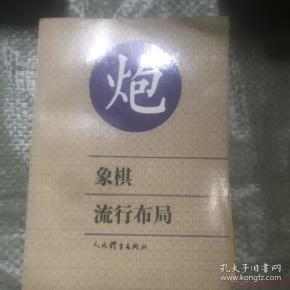 炮
象棋
流行布局
人民体育出版社
孔夫子旧书网